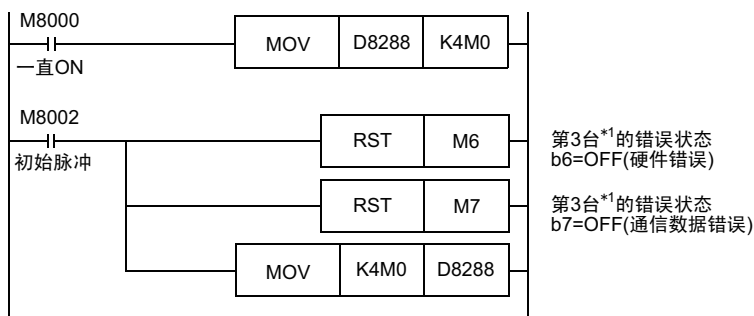 M8000
MOV D8288 K4M0
一直ON
M8002
RST M6
第3台*1的错误状态
b6=OFF(硬件错误)
初始脉冲
RST M7
第3台*1的错误状态
b7=OFF(通信数据错误)
MOV K4M0 D8288